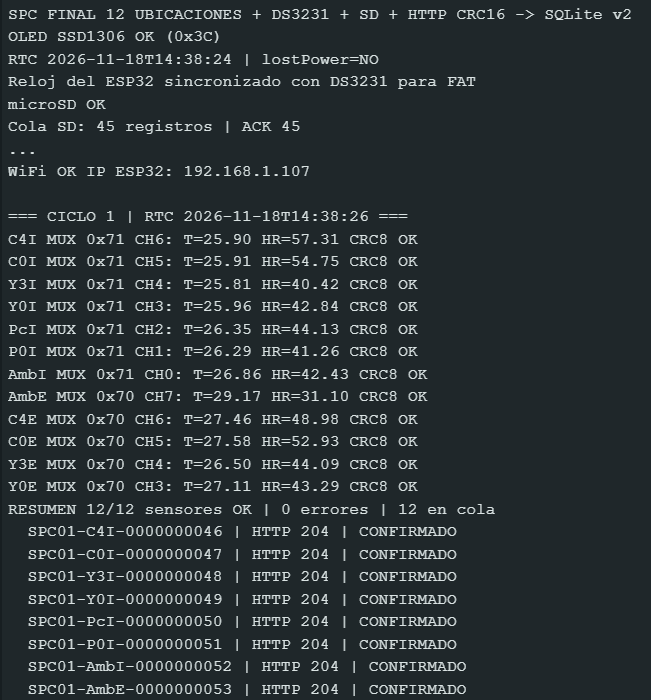 SPC FINAL 12 UBICACIONES + DS3231 + SD + HTTP CRC16 -> SQLite v2
OLED SSD1306 OK (0x3C)
RTC 2026-11-18T14:38:24 | lostPower=NO
Reloj del ESP32 sincronizado con DS3231 para FAT
microSD OK
Cola SD: 45 registros | ACK 45
...
WiFi OK IP ESP32: 192.168.1.107
=== CICLO 1 | RTC 2026-11-18T14:38:26 ===
C4I MUX 0x71 CH6: T=25.90 HR=57.31 CRC8 OK
C0I MUX 0x71 CH5: T=25.91 HR=54.75 CRC8 OK
Y3I MUX 0x71 CH4: T=25.81 HR=40.42 CRC8 OK
Y0I MUX 0x71 CH3: T=25.96 HR=42.84 CRC8 OK
PcI MUX 0x71 CH2: T=26.35 HR=44.13 CRC8 OK
P0I MUX 0x71 CH1: T=26.29 HR=41.26 CRC8 OK
AmbI MUX 0x71 CH0: T=26.86 HR=42.43 CRC8 OK
AmbE MUX 0x70 CH7: T=29.17 HR=31.10 CRC8 OK
C4E MUX 0x70 CH6: T=27.46 HR=48.98 CRC8 OK
C0E MUX 0x70 CH5: T=27.58 HR=52.93 CRC8 OK
Y3E MUX 0x70 CH4: T=26.50 HR=44.09 CRC8 OK
Y0E MUX 0x70 CH3: T=27.11 HR=43.29 CRC8 OK
RESUMEN 12/12 sensores OK | 0 errores | 12 en cola
SPC01-C4I-0000000046 | HTTP 204 | CONFIRMADO
SPC01-C0I-0000000047 | HTTP 204 | CONFIRMADO
SPC01-Y3I-0000000048 | HTTP 204 | CONFIRMADO
SPC01-Y0I-0000000049 | HTTP 204 | CONFIRMADO
SPC01-PcI-0000000050 | HTTP 204 | CONFIRMADO
SPC01-P0I-0000000051 | HTTP 204 | CONFIRMADO
SPC01-AmbI-0000000052 | HTTP 204 | CONFIRMADO
SPC01-AmbE-0000000053 | HTTP 204 | CONFIRMADO